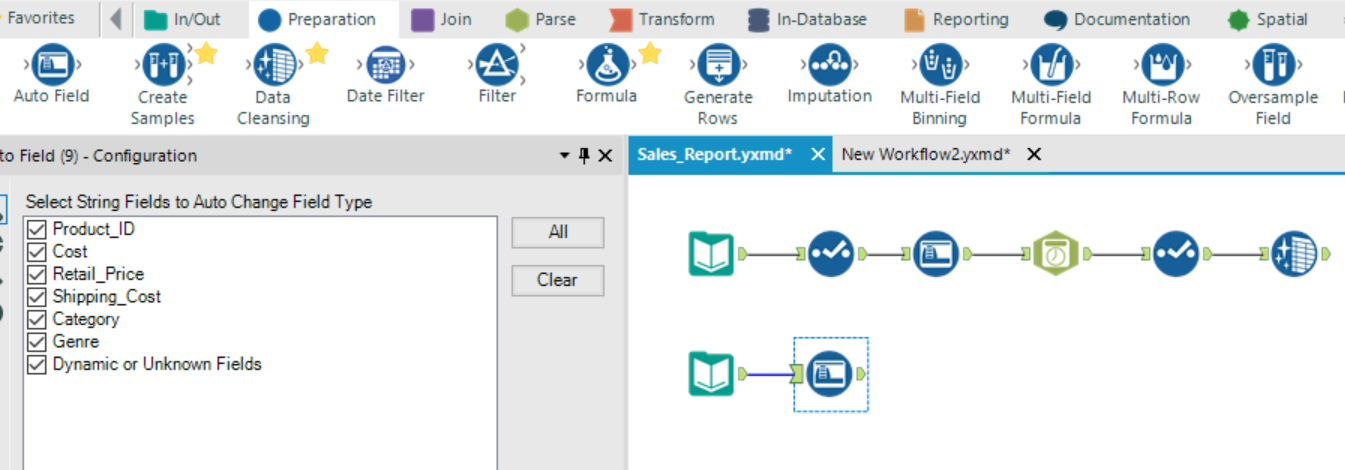 Favorites In/Out Preparation Join Parse Transform In-Database Reporting Documentation Spatial
Auto Field Create Samples Data Cleansing Date Filter Filter Formula Generate Rows Imputation Multi-Field Binning Multi-Field Formula Multi-Row Formula Oversample Field
to Field (9) - Configuration
Sales_Report.yxmd* New Workflow2.yxmd*
Select String Fields to Auto Change Field Type
Product_ID
Cost
Retail_Price
Shipping_Cost
Category
Genre
Dynamic or Unknown Fields
All
Clear